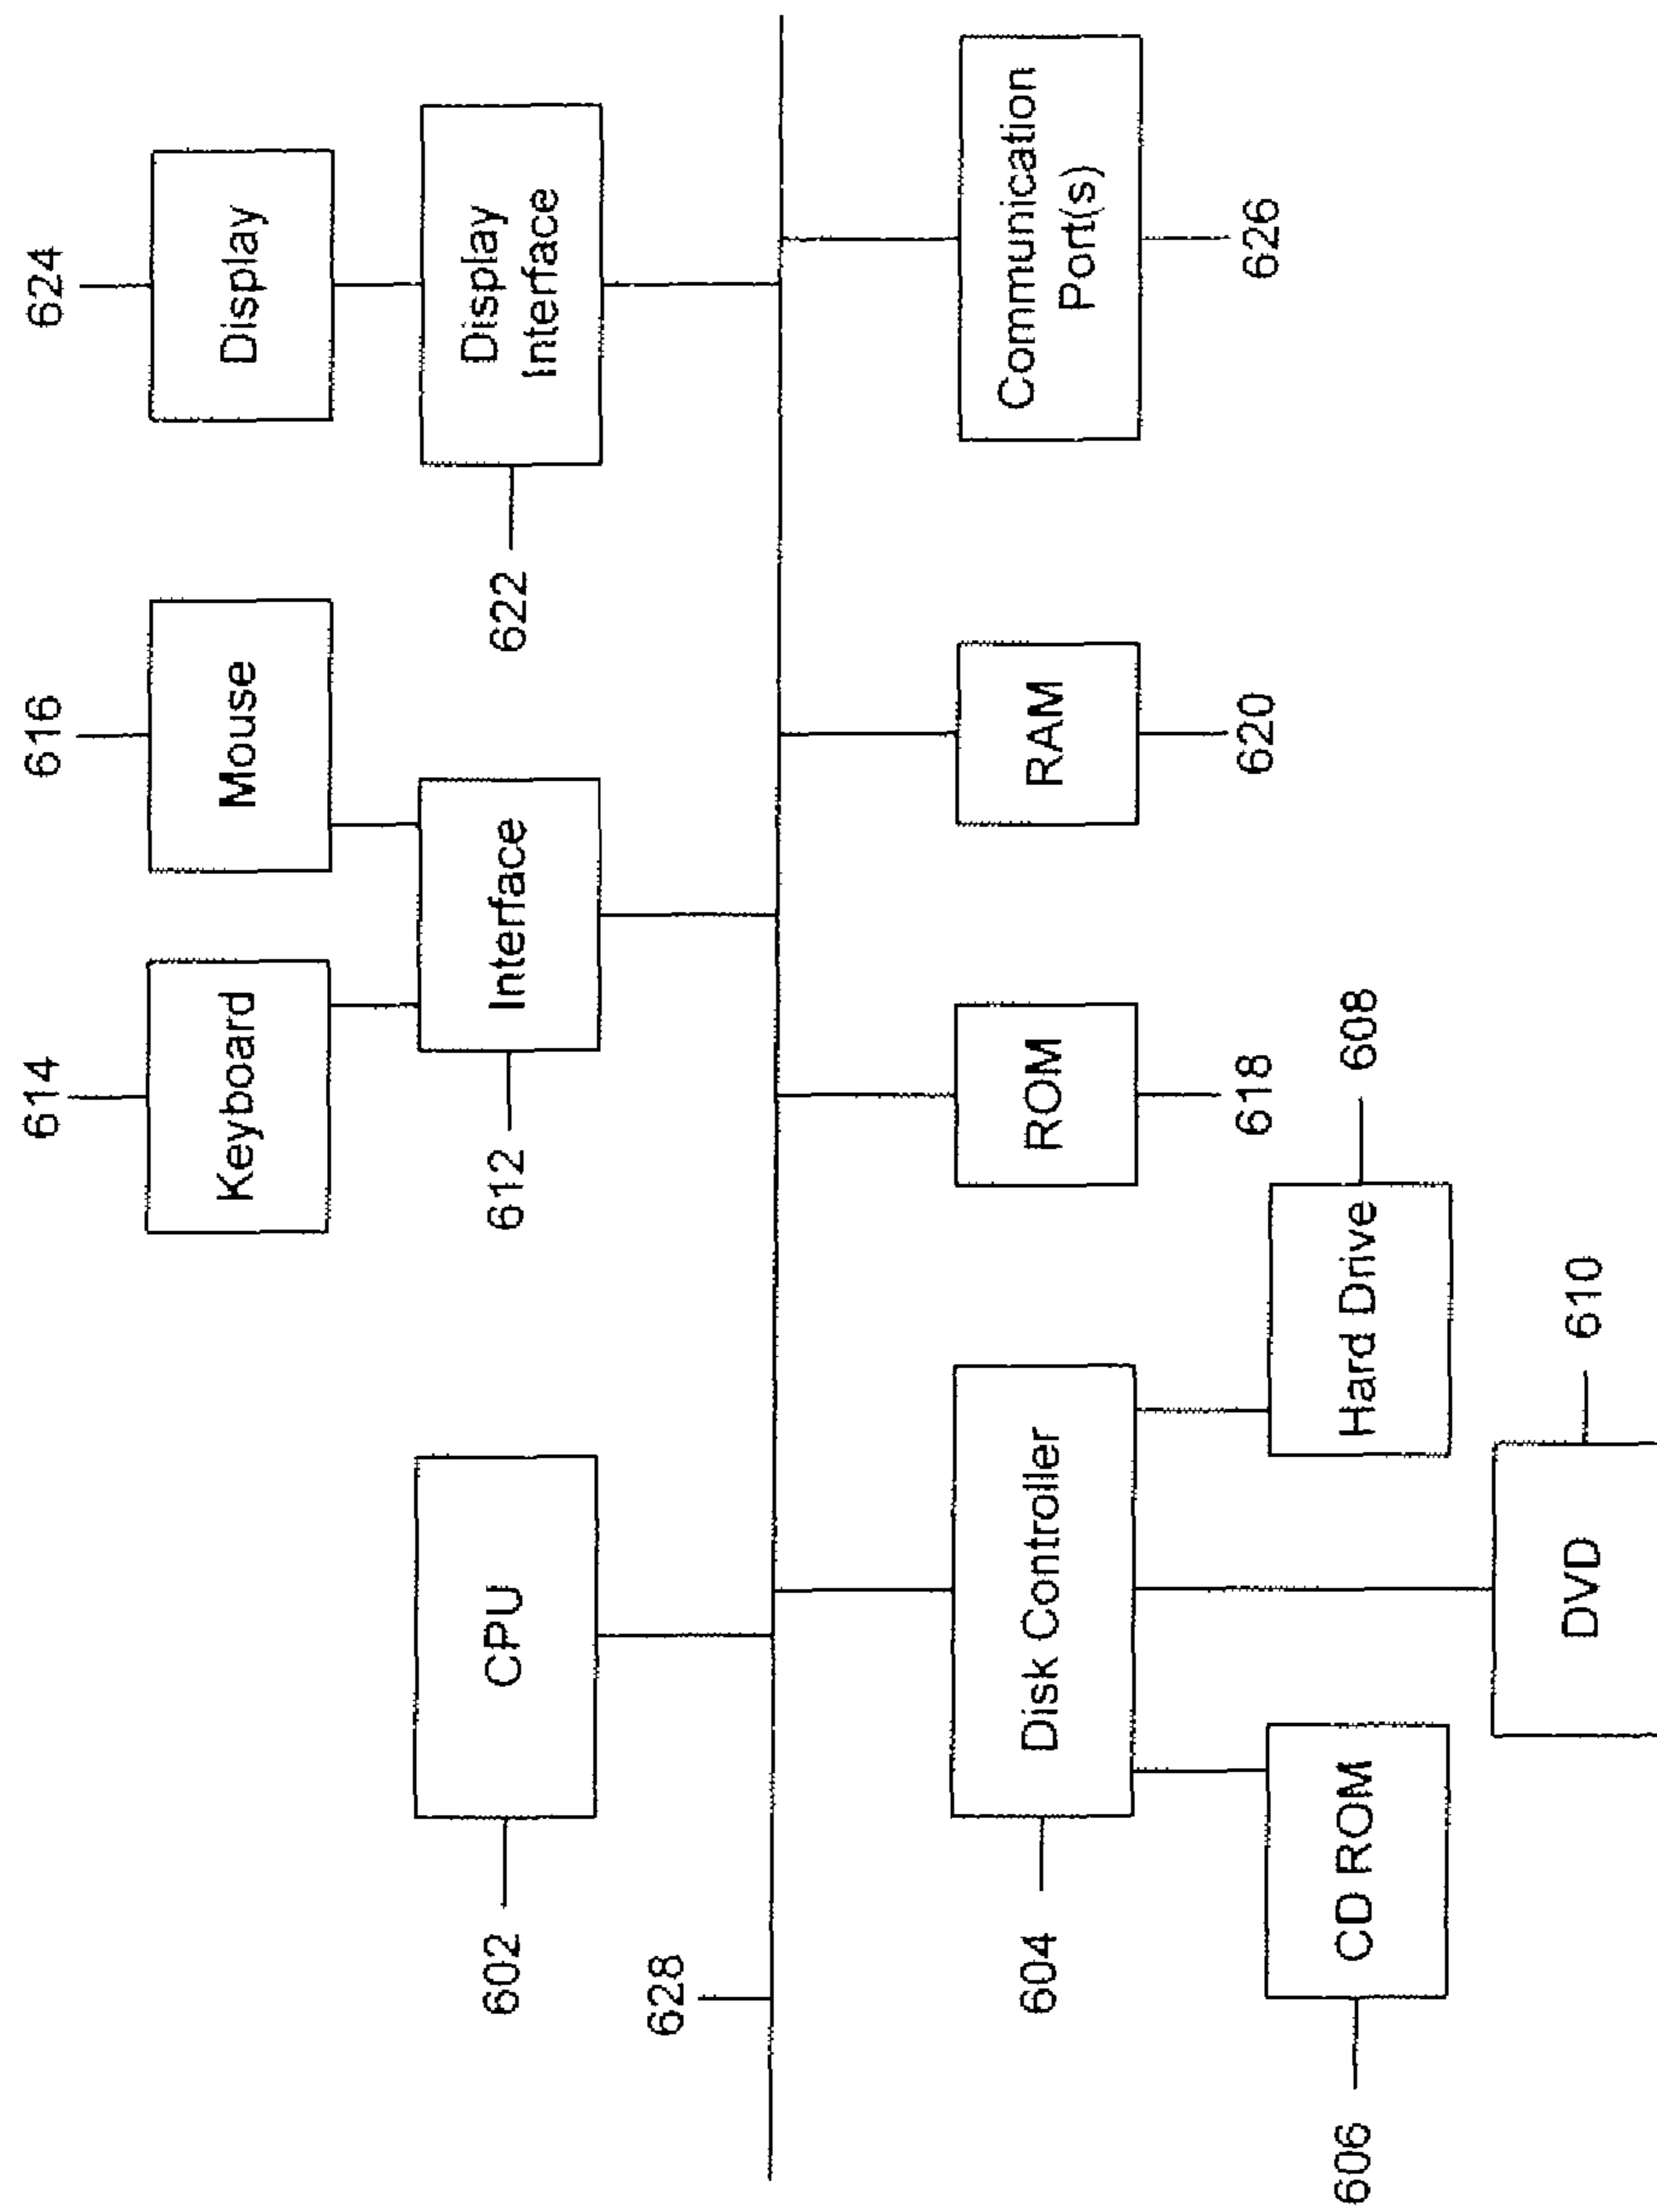 614
616
624
Keyboard
Mouse
Display
602
CPU
612
Interface
622
Display
Interface
628
604
Disk Controller
ROM
618
RAM
620
Communication
Port(s)
626
606
CD ROM
Hard Drive
608
DVD
610